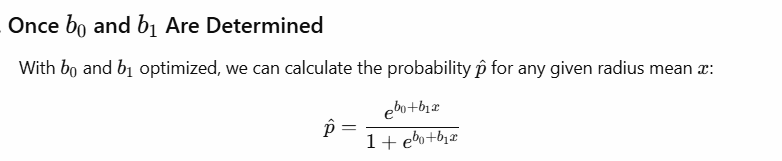 Once b₀ and b₁ Are Determined
With b₀ and b₁ optimized, we can calculate the probability p̂ for any given radius mean x:
p̂ = e^{b₀+b₁x} / (1 + e^{b₀+b₁x})